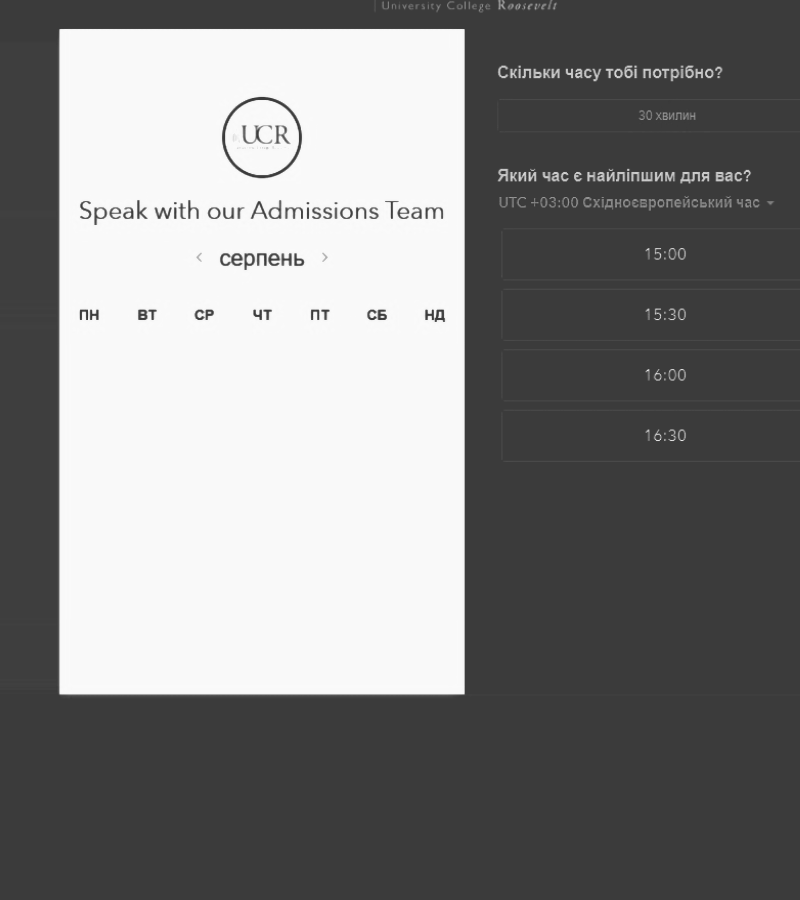 University College Roosevelt
UCR
Speak with our Admissions Team
серпень
ПН ВТ СР ЧТ ПТ СБ НД
Скільки часу тобі потрібно?
30 хвилин
Який час є найліпшим для вас?
UTC +03:00 Східноєвропейський час
15:00
15:30
16:00
16:30